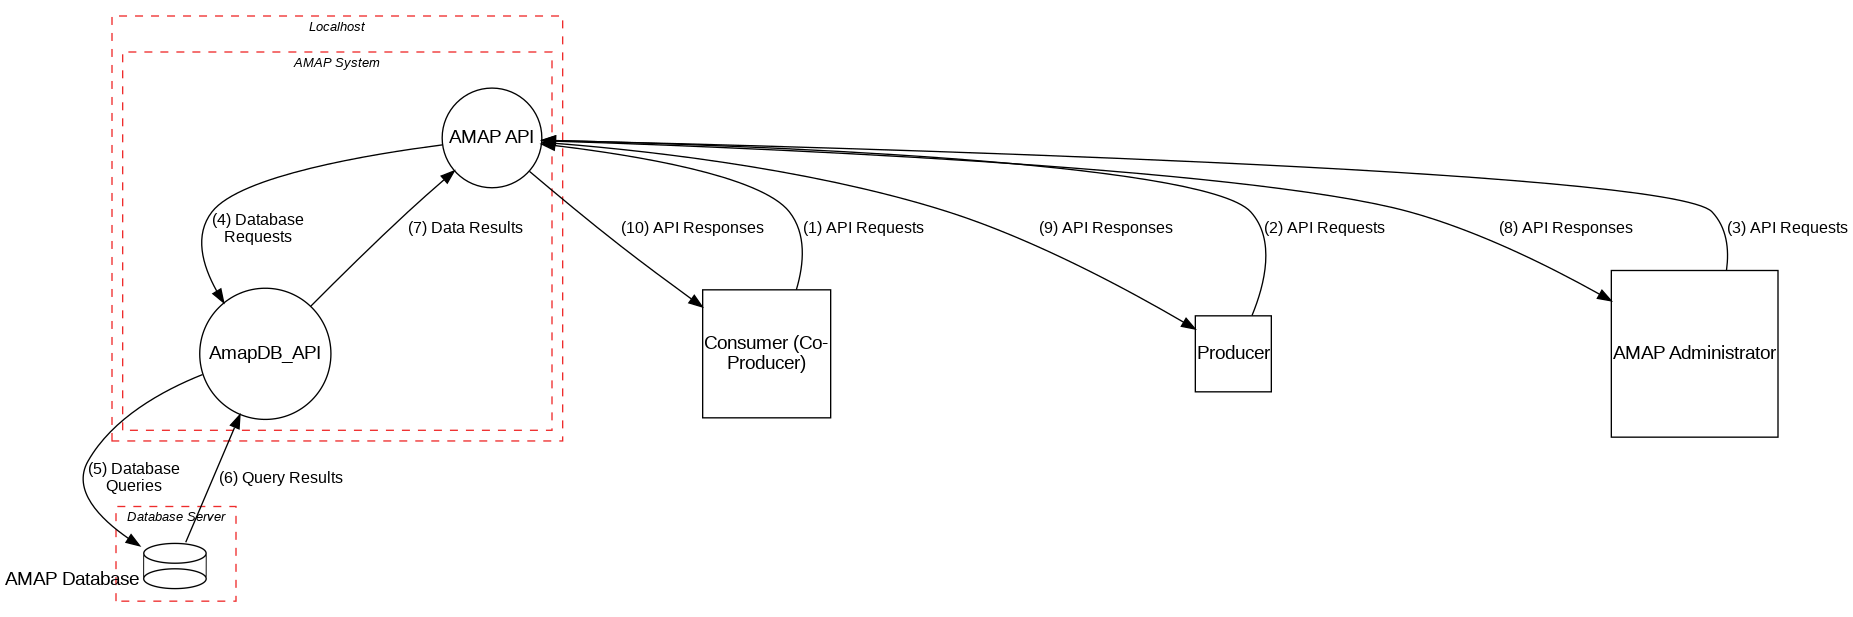 Localhost
AMAP System
AMAP API
(4) Database
Requests
(7) Data Results
(10) API Responses
(1) API Requests
(9) API Responses
(2) API Requests
(8) API Responses
(3) API Requests
AmapDB_API
Consumer (Co-
Producer)
Producer
AMAP Administrator
(5) Database
Queries
(6) Query Results
Database Server
AMAP Database